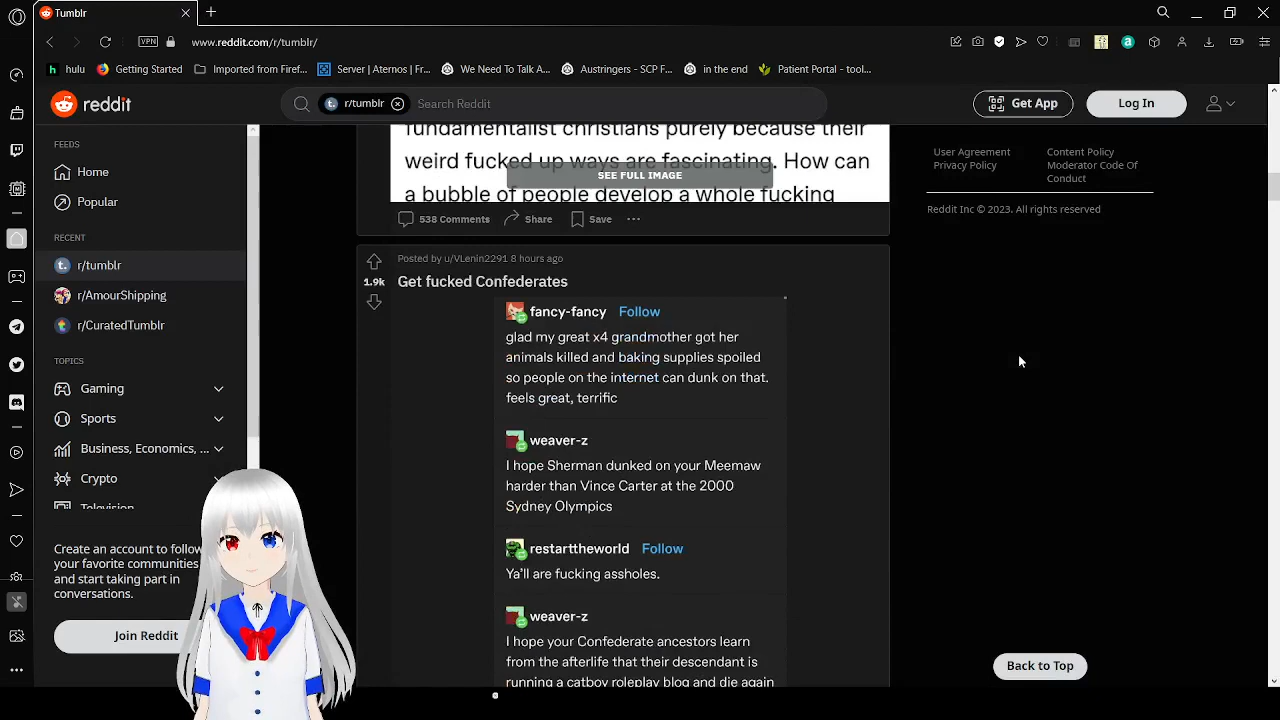 Tumblr
VPN
www.reddit.com/r/tumblr/
hulu
Getting Started
Imported from Firef...
Server | Aternos | Fr...
We Need To Talk A...
Austringers - SCP F...
in the end
Patient Portal - tool...
reddit
r/tumblr
Search Reddit
Get App
Log In
FEEDS
Home
Popular
RECENT
r/tumblr
r/AmourShipping
r/CuratedTumblr
TOPICS
Gaming
Sports
Business, Economics, ...
Crypto
Television
Create an account to follow
your favorite communities
and start taking part in
conversations.
Join Reddit
fundamentalist christians purely because their
weird fucked up ways are fascinating. How can
SEE FULL IMAGE
a bubble of people develop a whole fucking
538 Comments
Share
Save
Posted by u/VLenin2291 8 hours ago
1.9k
Get fucked Confederates
fancy-fancy Follow
glad my great x4 grandmother got her
animals killed and baking supplies spoiled
so people on the internet can dunk on that.
feels great, terrific
weaver-z
I hope Sherman dunked on your Meemaw
harder than Vince Carter at the 2000
Sydney Olympics
restarttheworld Follow
Ya'll are fucking assholes.
weaver-z
I hope your Confederate ancestors learn
from the afterlife that their descendant is
running a catboy roleplay blog and die again
User Agreement
Privacy Policy
Content Policy
Moderator Code Of
Conduct
Reddit Inc © 2023. All rights reserved
Back to Top